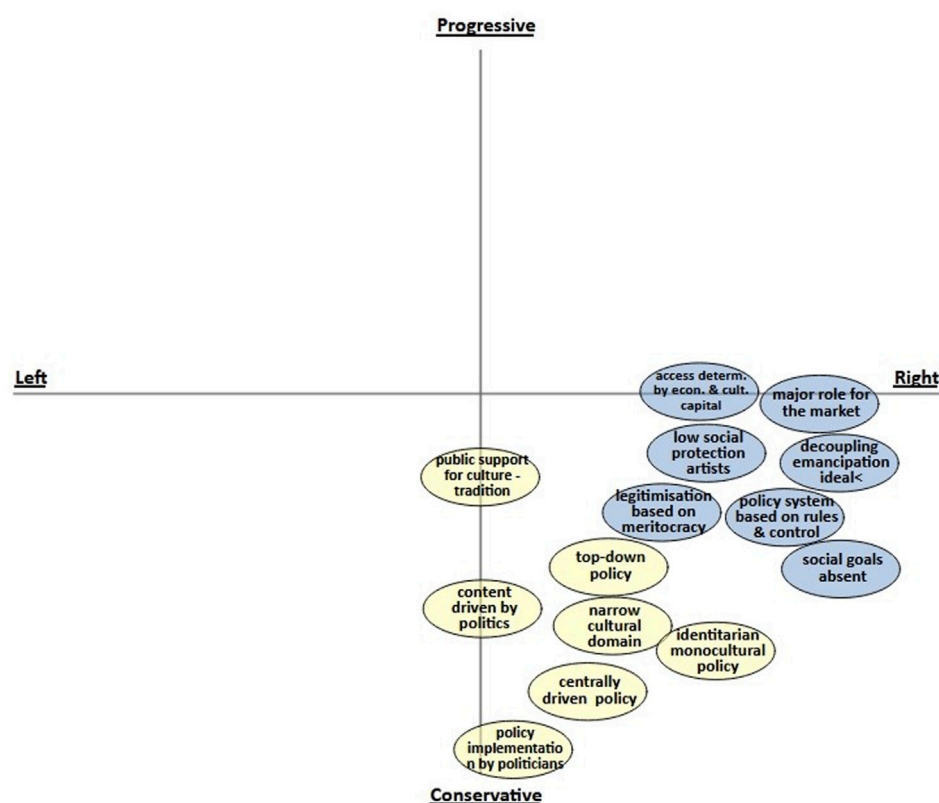 Progressive
Left
Right
access determ.
by econ. & cult.
capital
major role for
the market
low social
protection
artists
decoupling
emancipation
ideal<
public support
for culture -
tradition
legitimisation
based on
meritocracy
policy system
based on rules
& control
top-down
policy
social goals
absent
content
driven by
politics
narrow
cultural
domain
identitarian
monocultural
policy
centrally
driven policy
policy
implementatio
n by politicians
Conservative